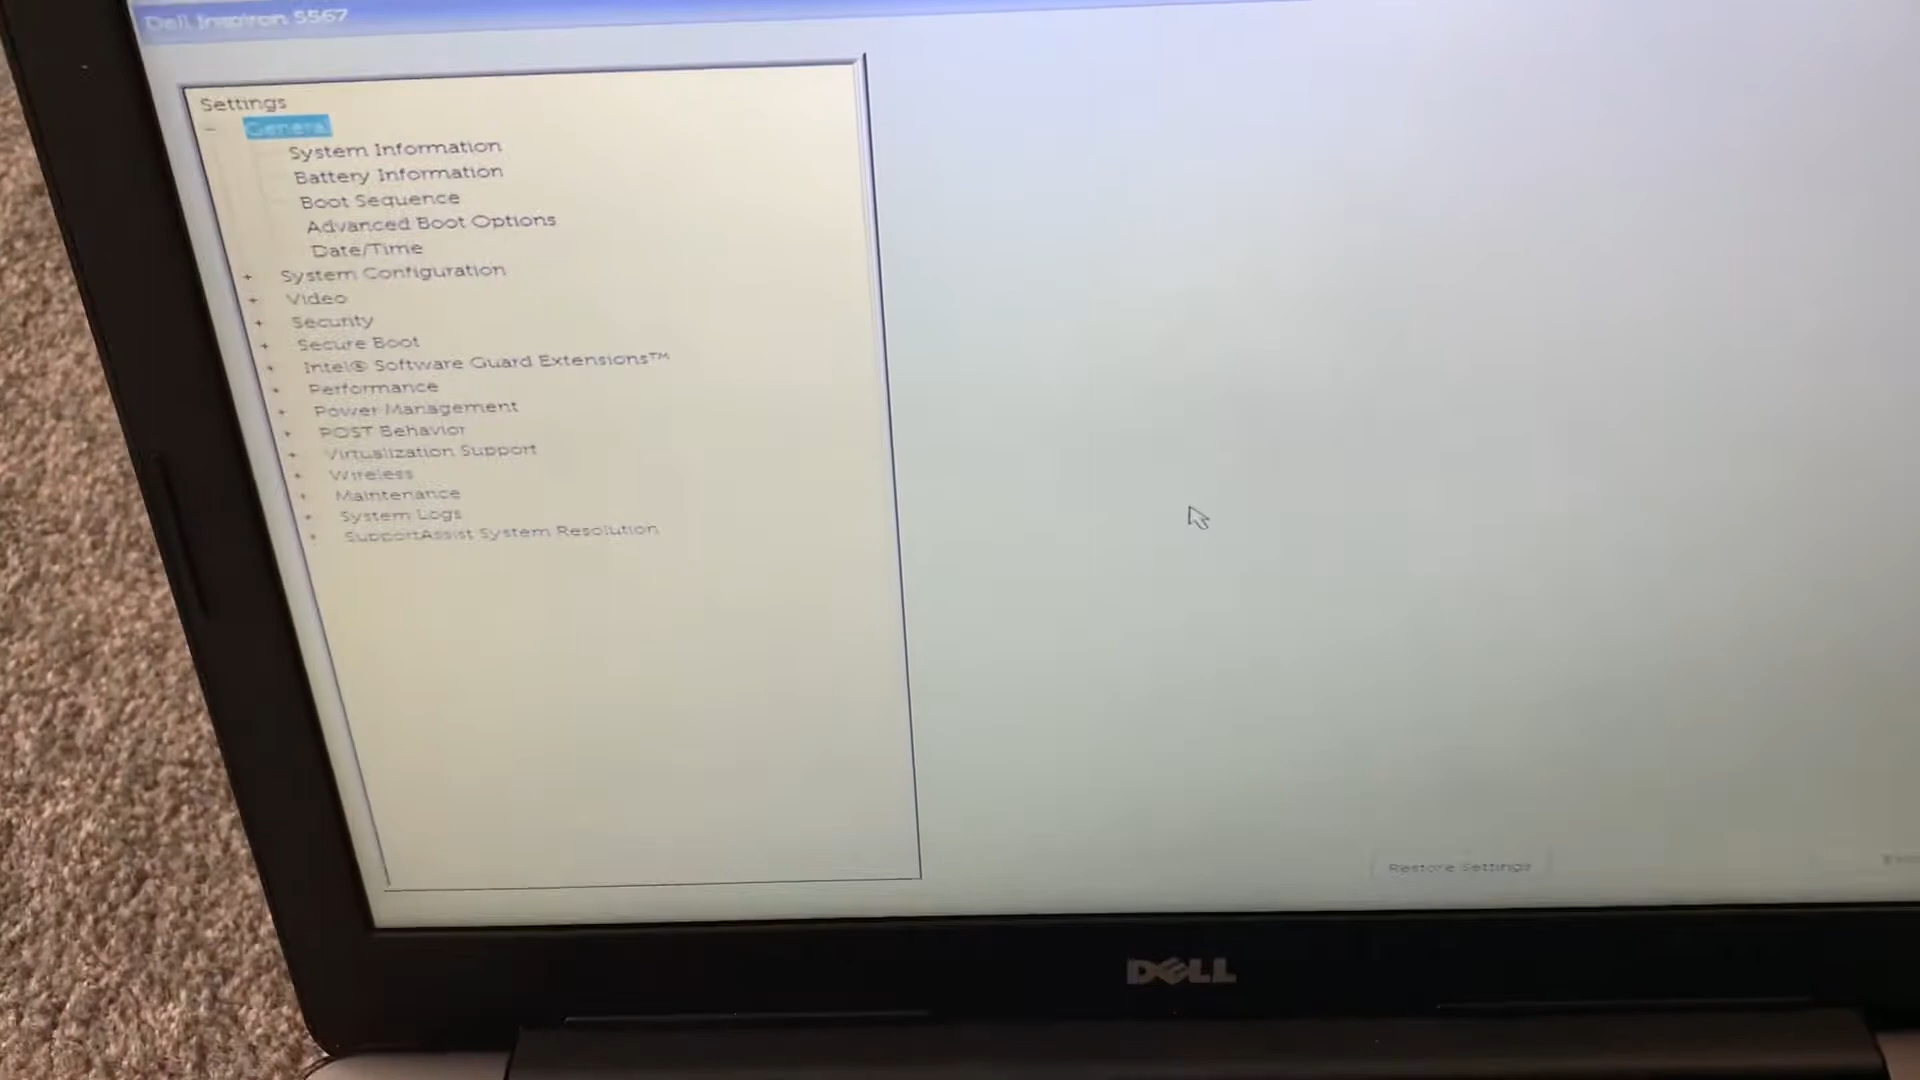 Dell Inspiron 5567
Settings
- General
System Information
Battery Information
Boot Sequence
Advanced Boot Options
Date/Time
+ System Configuration
+ Video
+ Security
+ Secure Boot
+ Intel® Software Guard Extensions™
+ Performance
+ Power Management
+ POST Behavior
+ Virtualization Support
+ Wireless
+ Maintenance
+ System Logs
+ SupportAssist System Resolution
Restore Settings
DELL